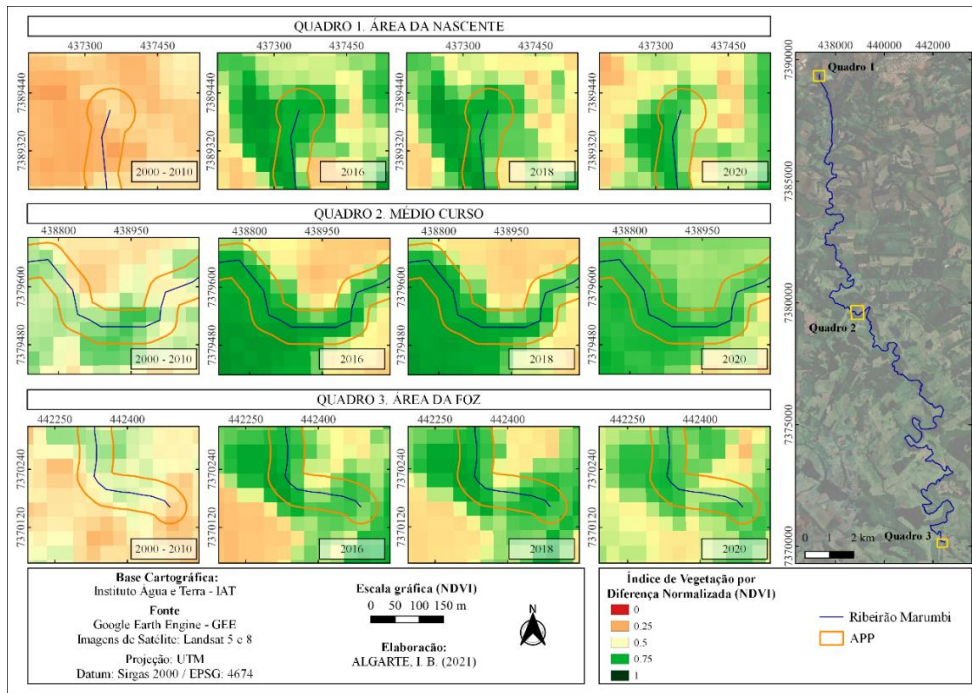 QUADRO 1. ÁREA DA NASCENTE
437300 437450 437300 437450 437300 437450 437300 437450
7389440 7389440 7389440 7389440
7389320 7389320 7389320 7389320
2000 - 2010 2016 2018 2020
QUADRO 2. MÉDIO CURSO
438800 438950 438800 438950 438800 438950 438800 438950
7379600 7379600 7379600 7379600
7379480 7379480 7379480 7379480
2000 - 2010 2016 2018 2020
QUADRO 3. ÁREA DA FOZ
442250 442400 442250 442400 442250 442400 442250 442400
7370240 7370240 7370240 7370240
7370120 7370120 7370120 7370120
2000 - 2010 2016 2018 2020
438000 440000 442000
7390000
Quadro 1
7385000
7380000
Quadro 2
7375000
7370000
Quadro 3
0 1 2 km
Base Cartográfica:
Instituto Água e Terra - IAT
Fonte
Google Earth Engine - GEE
Imagens de Satélite: Landsat 5 e 8
Projeção: UTM
Datum: Sirgas 2000 / EPSG: 4674
Escala gráfica (NDVI)
0 50 100 150 m
Elaboração:
ALGARTE, I. B. (2021)
N
Índice de Vegetação por
Diferença Normalizada (NDVI)
0
0.25
0.5
0.75
1
Ribeirão Marumbi
APP